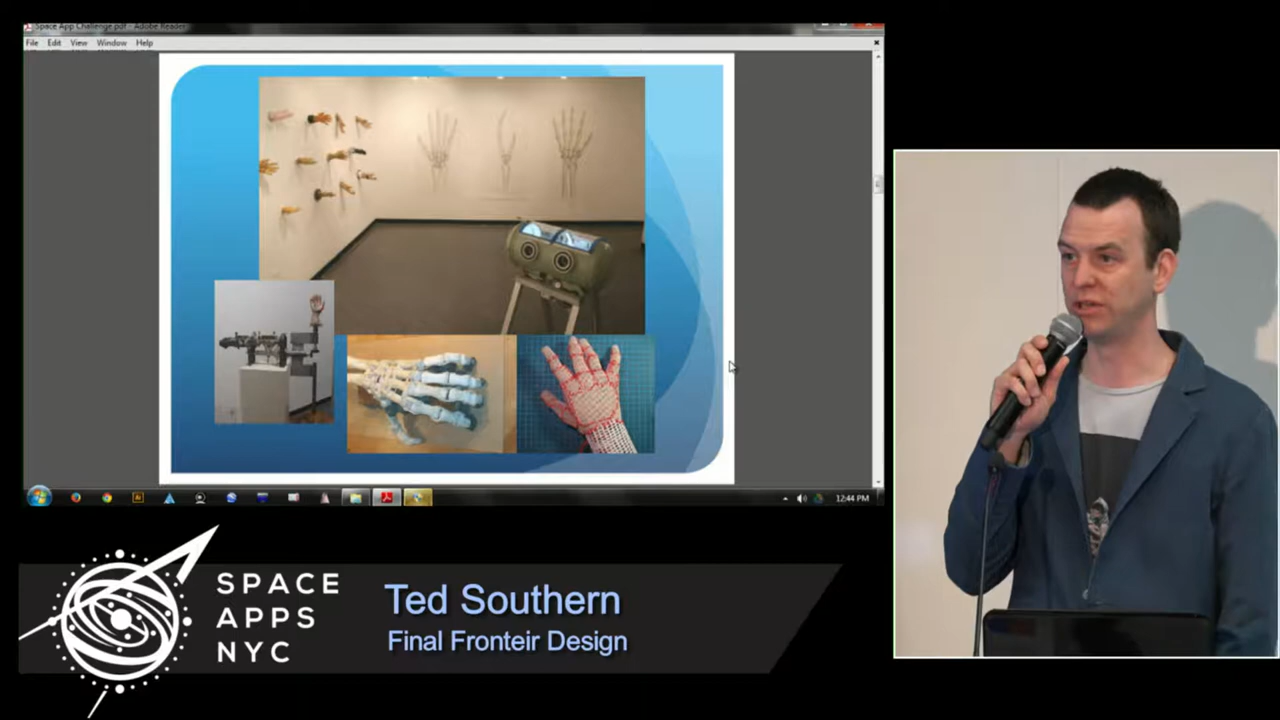 Space App Challenge.pdf - Adobe Reader
File Edit View Window Help
12:44 PM
SPACE
APPS
NYC
Ted Southern
Final Fronteir Design